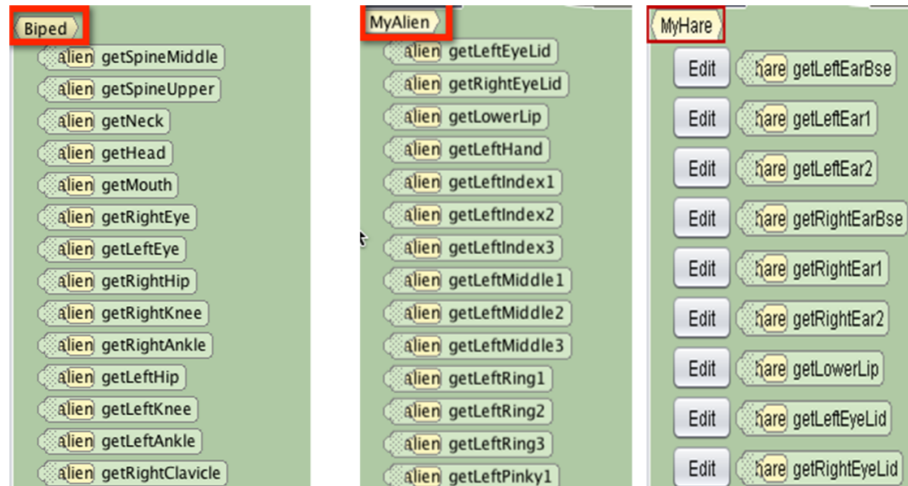 Biped
alien getSpineMiddle
alien getSpineUpper
alien getNeck
alien getHead
alien getMouth
alien getRightEye
alien getLeftEye
alien getRightHip
alien getRightKnee
alien getRightAnkle
alien getLeftHip
alien getLeftKnee
alien getLeftAnkle
alien getRightClavicle
MyAlien
alien getLeftEyeLid
alien getRightEyeLid
alien getLowerLip
alien getLeftHand
alien getLeftIndex1
alien getLeftIndex2
alien getLeftIndex3
alien getLeftMiddle1
alien getLeftMiddle2
alien getLeftMiddle3
alien getLeftRing1
alien getLeftRing2
alien getLeftRing3
alien getLeftPinky1
MyHare
Edit hare getLeftEarBse
Edit hare getLeftEar1
Edit hare getLeftEar2
Edit hare getRightEarBse
Edit hare getRightEar1
Edit hare getRightEar2
Edit hare getLowerLip
Edit hare getLeftEyeLid
Edit hare getRightEyeLid